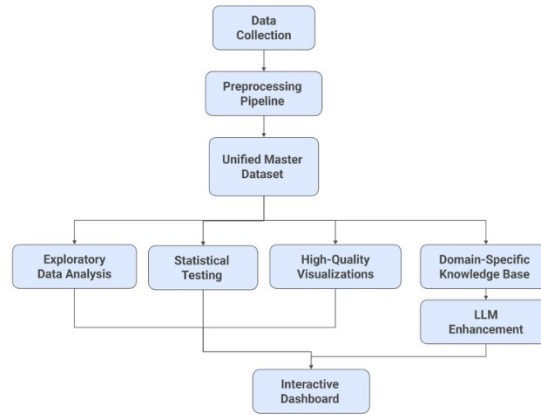 Data
Collection
Preprocessing
Pipeline
Unified Master
Dataset
Exploratory
Data Analysis
Statistical
Testing
High-Quality
Visualizations
Domain-Specific
Knowledge Base
LLM
Enhancement
Interactive
Dashboard